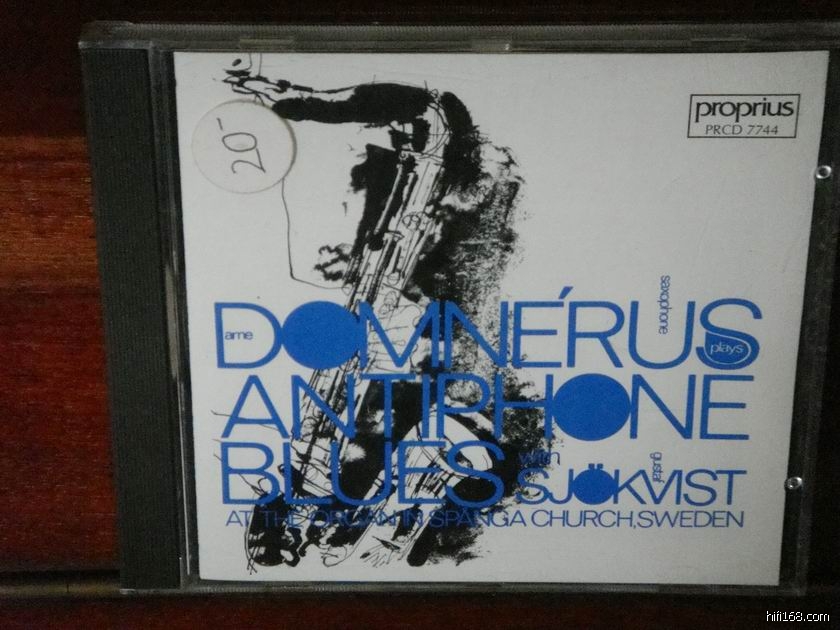 proprius
PRCD 7744
20-
saxophone
arne DOMNÉRUS plays
ANTIPHONE
BLUES with gustaf SJÖKVIST
AT THE ORGAN IN SPÅNGA CHURCH, SWEDEN
hifi168.com